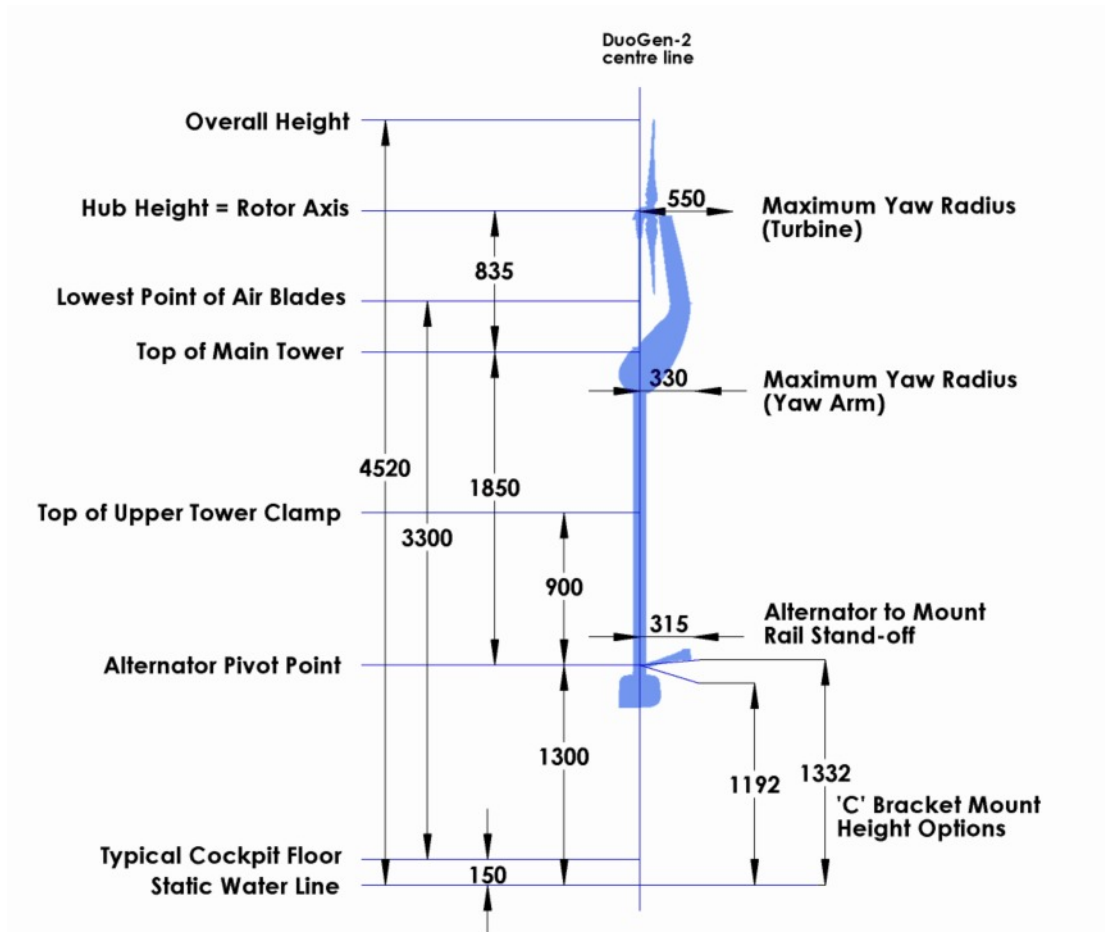 DuoGen-2
centre line
Overall Height
Hub Height = Rotor Axis
550
Maximum Yaw Radius
(Turbine)
835
Lowest Point of Air Blades
Top of Main Tower
330
Maximum Yaw Radius
(Yaw Arm)
4520
1850
Top of Upper Tower Clamp
3300
900
315
Alternator to Mount
Rail Stand-off
Alternator Pivot Point
1300
1192
1332
'C' Bracket Mount
Height Options
Typical Cockpit Floor
150
Static Water Line